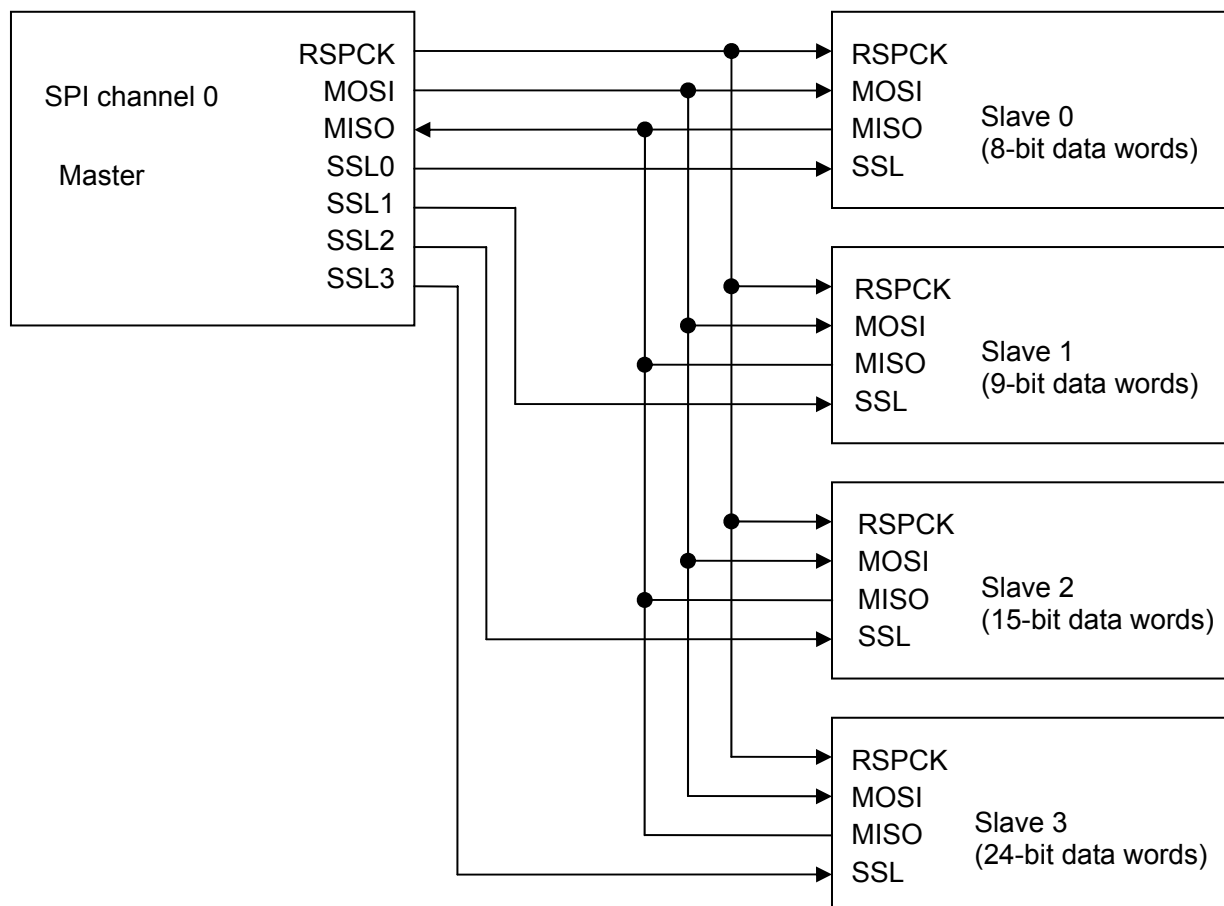 SPI channel 0
Master
RSPCK
MOSI
MISO
SSL0
SSL1
SSL2
SSL3
RSPCK
MOSI
MISO
SSL
Slave 0
(8-bit data words)
RSPCK
MOSI
MISO
SSL
Slave 1
(9-bit data words)
RSPCK
MOSI
MISO
SSL
Slave 2
(15-bit data words)
RSPCK
MOSI
MISO
SSL
Slave 3
(24-bit data words)